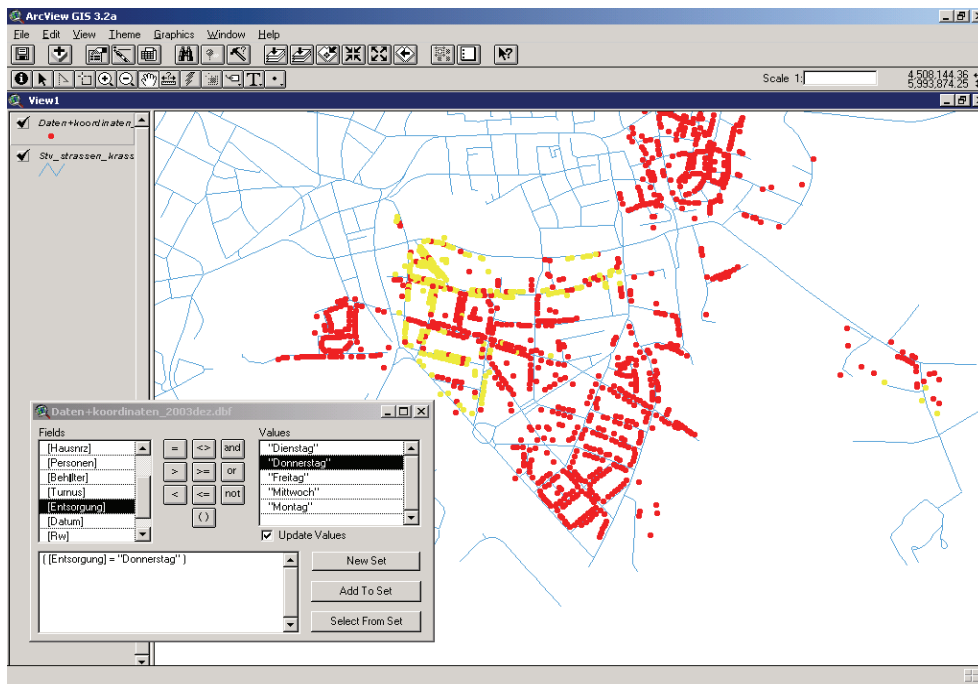 ArcView GIS 3.2a
File Edit View Theme Graphics Window Help
Scale 1:
4,508,144.36
5,993,874.25
View1
Daten+koordinaten_
Stv_strassen_krass
Daten+koordinaten_2003dez.dbf
Fields
Values
[Hausnrz]
[Personen]
[Behlter]
[Turnus]
[Entsorgung]
[Datum]
[Rw]
= <> and
> >= or
< <= not
()
"Dienstag"
"Donnerstag"
"Freitag"
"Mittwoch"
"Montag"
Update Values
( [Entsorgung] = "Donnerstag" )
New Set
Add To Set
Select From Set